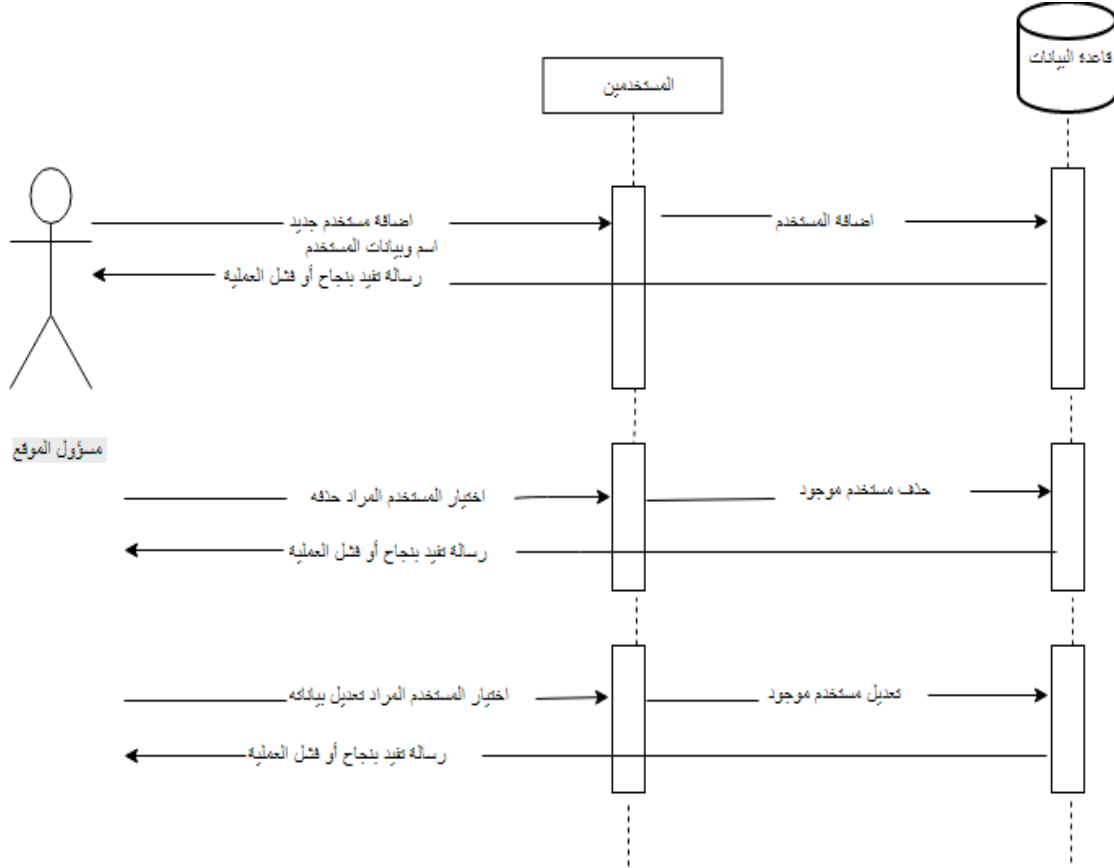 قاعدة البيانات
المستخدمين
اضافة مستخدم جديد
اضافة المستخدم
اسم وبيانات المستخدم
رسالة تفيد بنجاح أو فشل العملية
مسؤول الموقع
اختيار المستخدم المراد حذفه
حذف مستخدم موجود
رسالة تفيد بنجاح أو فشل العملية
اختيار المستخدم المراد تعديل بياناته
تعديل مستخدم موجود
رسالة تفيد بنجاح أو فشل العملية